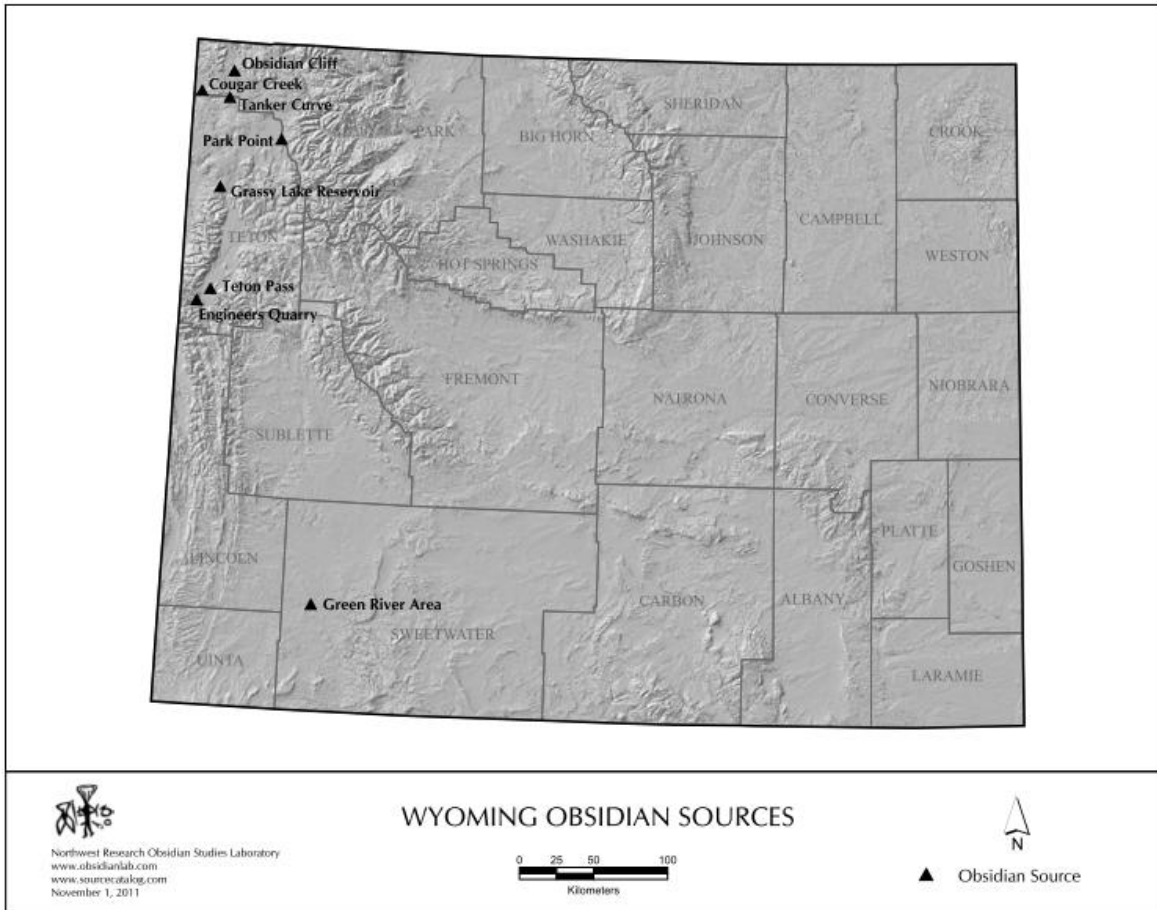 Obsidian Cliff
Cougar Creek
Tanker Curve
SHERIDAN
PARK
BIG HORN
CROOK
Park Point
Grassy Lake Reservoir
CAMPBELL
TETON
WASHAKIE
JOHNSON
WESTON
HOT SPRINGS
Teton Pass
Engineers Quarry
FREMONT
NATRONA
CONVERSE
NIOBRARA
SUBLETTE
PLATTE
LINCOLN
GOSHEN
Green River Area
CARBON
ALBANY
SWEETWATER
UINTA
LARAMIE
WYOMING OBSIDIAN SOURCES
Northwest Research Obsidian Studies Laboratory
www.obsidianlab.com
www.sourcecatalog.com
November 1, 2011
0 25 50 100
Kilometers
N
Obsidian Source